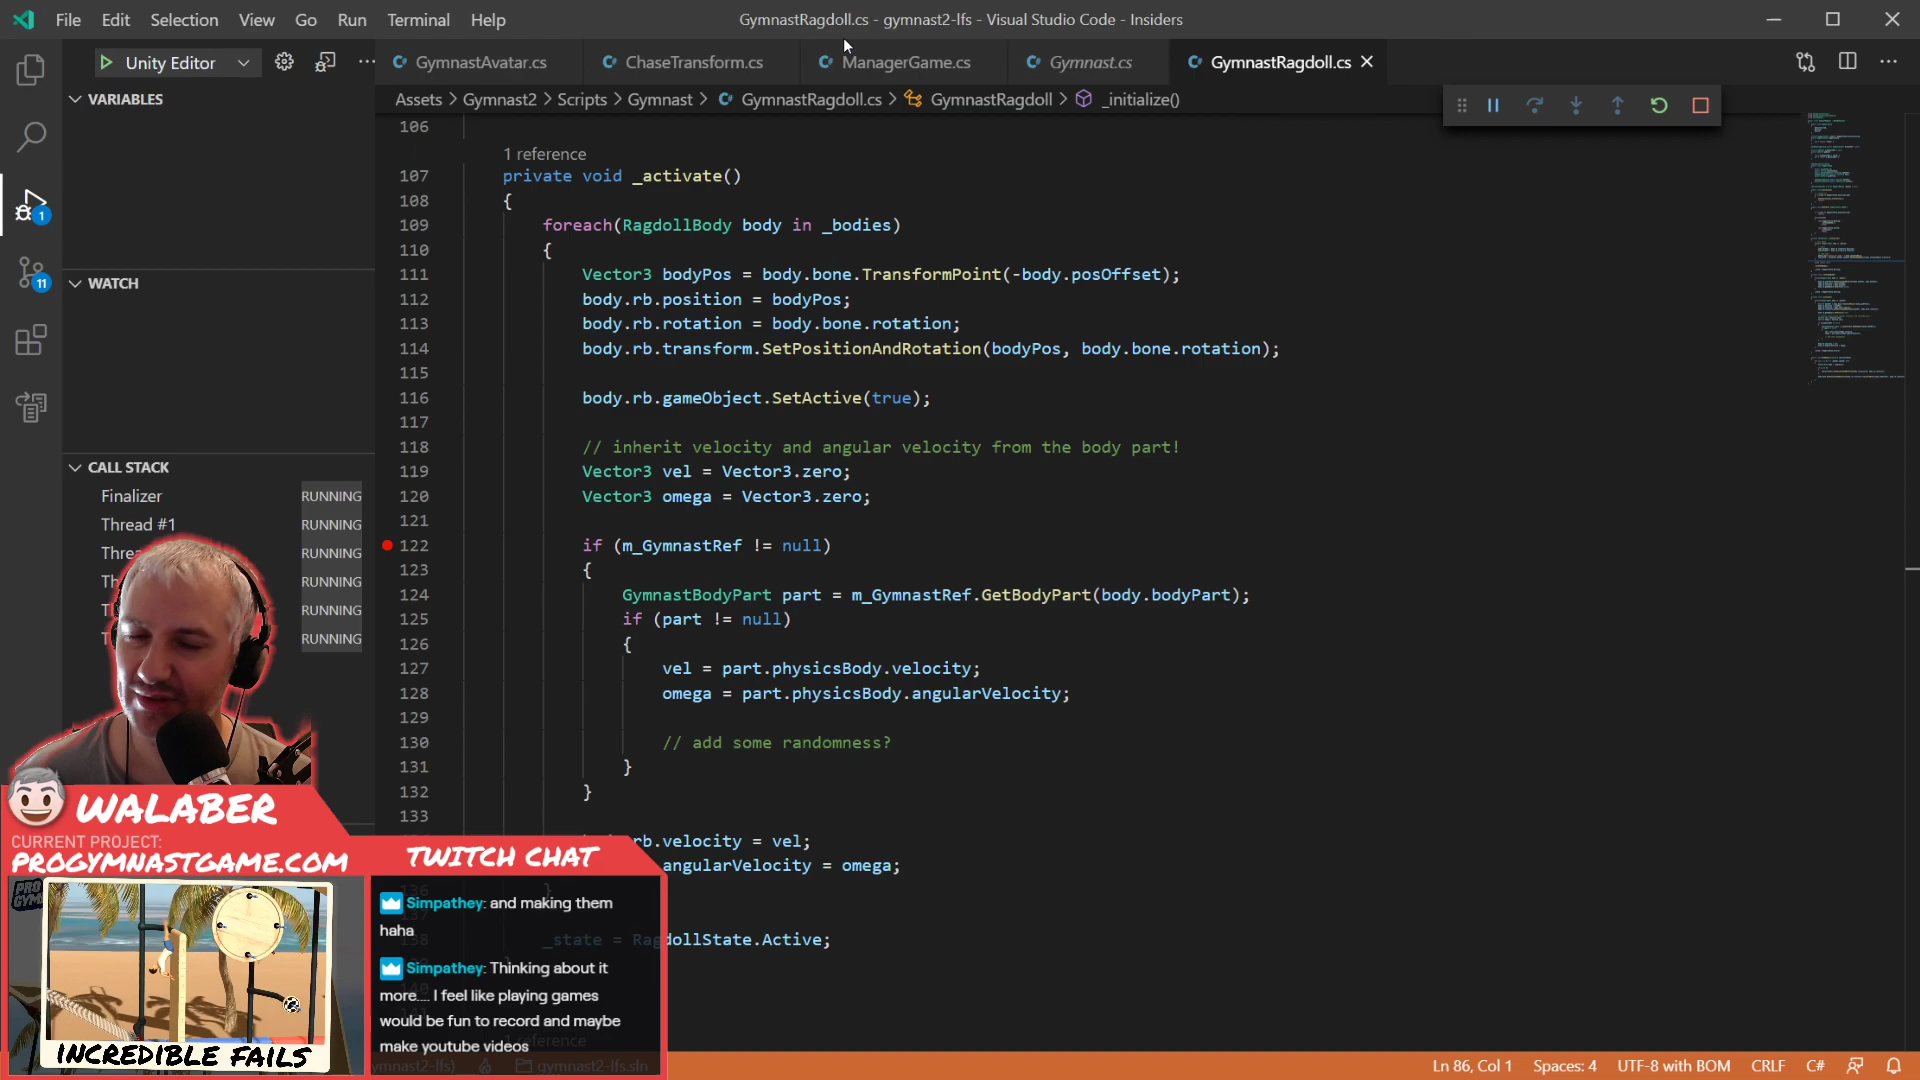 File Edit Selection View Go Run Terminal Help
GymnastRagdoll.cs - gymnast2-lfs - Visual Studio Code - Insiders
Unity Editor
GymnastAvatar.cs ChaseTransform.cs ManagerGame.cs Gymnast.cs GymnastRagdoll.cs
Assets > Gymnast2 > Scripts > Gymnast > GymnastRagdoll.cs > GymnastRagdoll > _initialize()
VARIABLES
WATCH
CALL STACK
Finalizer RUNNING
Thread #1 RUNNING
RUNNING
RUNNING
RUNNING
RUNNING
1
11
106
1 reference
107 private void _activate()
108 {
109 foreach(RagdollBody body in _bodies)
110 {
111 Vector3 bodyPos = body.bone.TransformPoint(-body.posOffset);
112 body.rb.position = bodyPos;
113 body.rb.rotation = body.bone.rotation;
114 body.rb.transform.SetPositionAndRotation(bodyPos, body.bone.rotation);
115
116 body.rb.gameObject.SetActive(true);
117
118 // inherit velocity and angular velocity from the body part!
119 Vector3 vel = Vector3.zero;
120 Vector3 omega = Vector3.zero;
121
122 if (m_GymnastRef != null)
123 {
124 GymnastBodyPart part = m_GymnastRef.GetBodyPart(body.bodyPart);
125 if (part != null)
126 {
127 vel = part.physicsBody.velocity;
128 omega = part.physicsBody.angularVelocity;
129
130 // add some randomness?
131 }
132 }
133
rb.velocity = vel;
angularVelocity = omega;
136 }
138 _state = RagdollState.Active;
WALABER
CURRENT PROJECT:
PROGYMNASTGAME.COM
INCREDIBLE FAILS
TWITCH CHAT
Simpathey: and making them
haha
Simpathey: Thinking about it
more.... I feel like playing games
would be fun to record and maybe
make youtube videos
gymnast2-lfs.sln
Ln 86, Col 1 Spaces: 4 UTF-8 with BOM CRLF C#